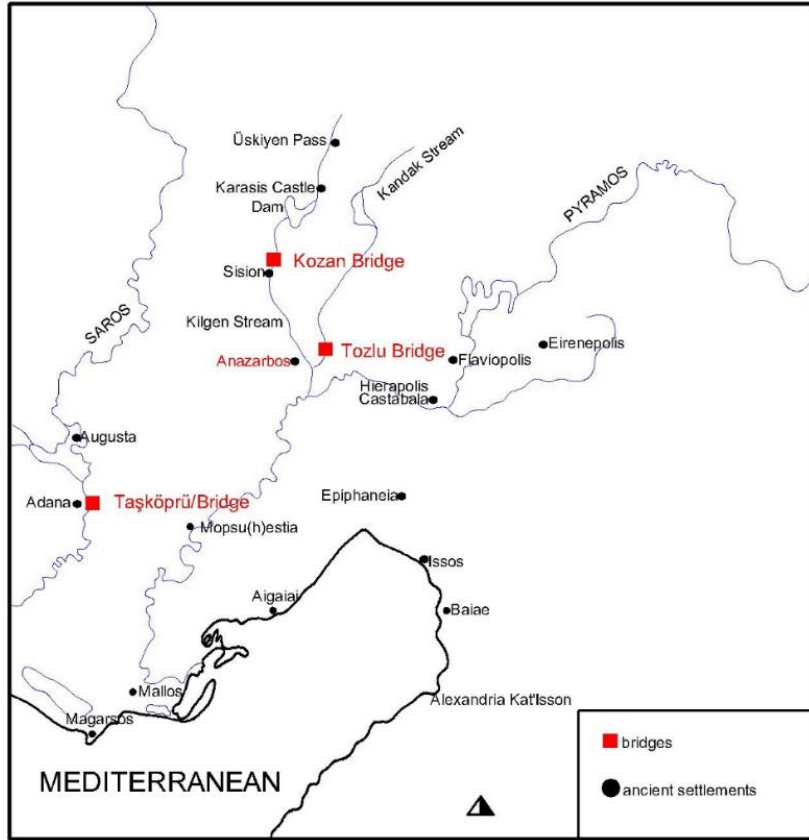 Üskiyen Pass
Kandak Stream
PYRAMOS
Karasis Castle
Dam
Kozan Bridge
Sision
SAROS
Kilgen Stream
Tozlu Bridge
Eirenepolis
Anazarbos
Flaviopolis
Hierapolis
Castabala
Augusta
Epiphaneia
Adana
Taşköprü/Bridge
Mopsu(h)estia
Issos
Aigaiai
Baiae
Mallos
Alexandria Kat'Isson
Magarsos
MEDITERRANEAN
bridges
ancient settlements